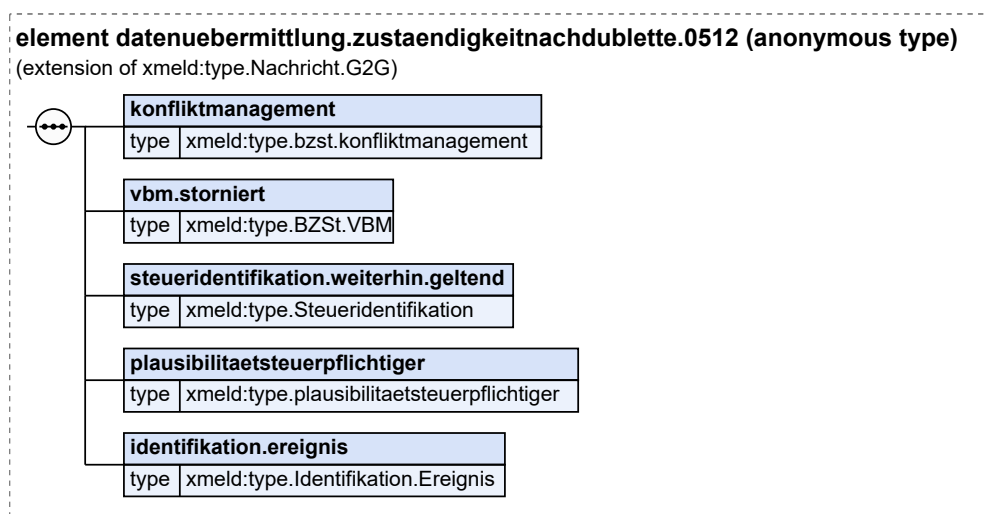 element datenuebermittlung.zustaendigkeitnachdublette.0512 (anonymous type)
(extension of xmeld:type.Nachricht.G2G)
konfliktmanagement
type xmeld:type.bzst.konfliktmanagement
vbm.storniert
type xmeld:type.BZSt.VBM
steueridentifikation.weiterhin.geltend
type xmeld:type.Steueridentifikation
plausibilitaetsteuerpflichtiger
type xmeld:type.plausibilitaetsteuerpflichtiger
identifikation.ereignis
type xmeld:type.Identifikation.Ereignis